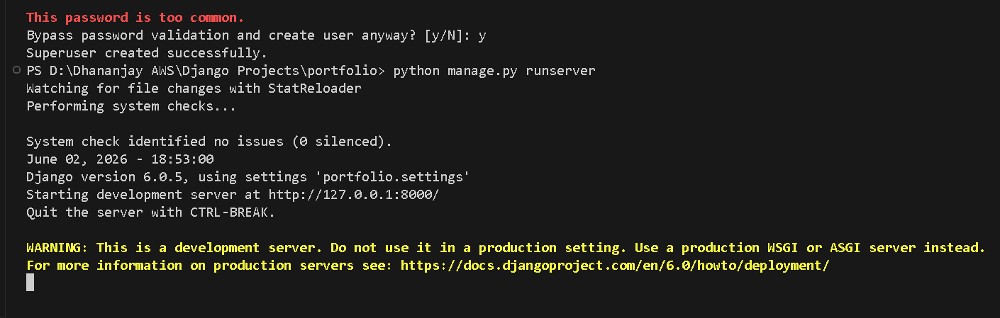 This password is too common.
Bypass password validation and create user anyway? [y/N]: y
Superuser created successfully.
PS D:\Dhananjay AWS\Django Projects\portfolio> python manage.py runserver
Watching for file changes with StatReloader
Performing system checks...
System check identified no issues (0 silenced).
June 02, 2026 - 18:53:00
Django version 6.0.5, using settings 'portfolio.settings'
Starting development server at http://127.0.0.1:8000/
Quit the server with CTRL-BREAK.
WARNING: This is a development server. Do not use it in a production setting. Use a production WSGI or ASGI server instead.
For more information on production servers see: https://docs.djangoproject.com/en/6.0/howto/deployment/